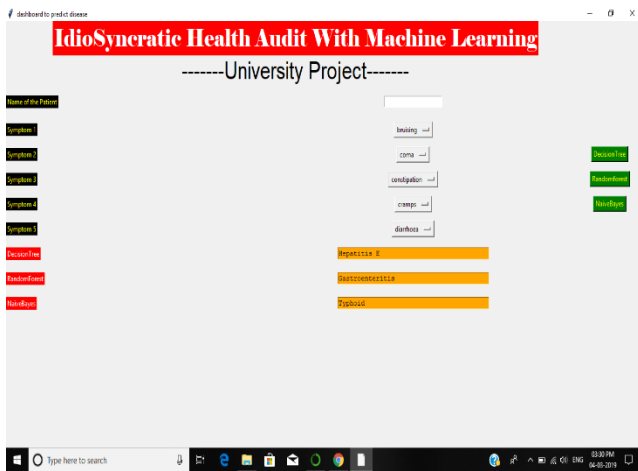 dashboard to predict disease
IdioSyncratic Health Audit With Machine Learning
-------University Project-------
Name of the Patient
Symptom 1 bruising
Symptom 2 coma DecisionTree
Symptom 3 constipation Randomforest
Symptom 4 cramps NaiveBayes
Symptom 5 diarrhoea
DecisionTree Hepatitis E
RandomForest Gastroenteritis
NaiveBayes Typhoid
Type here to search ENG 03:30 PM
04-05-2019